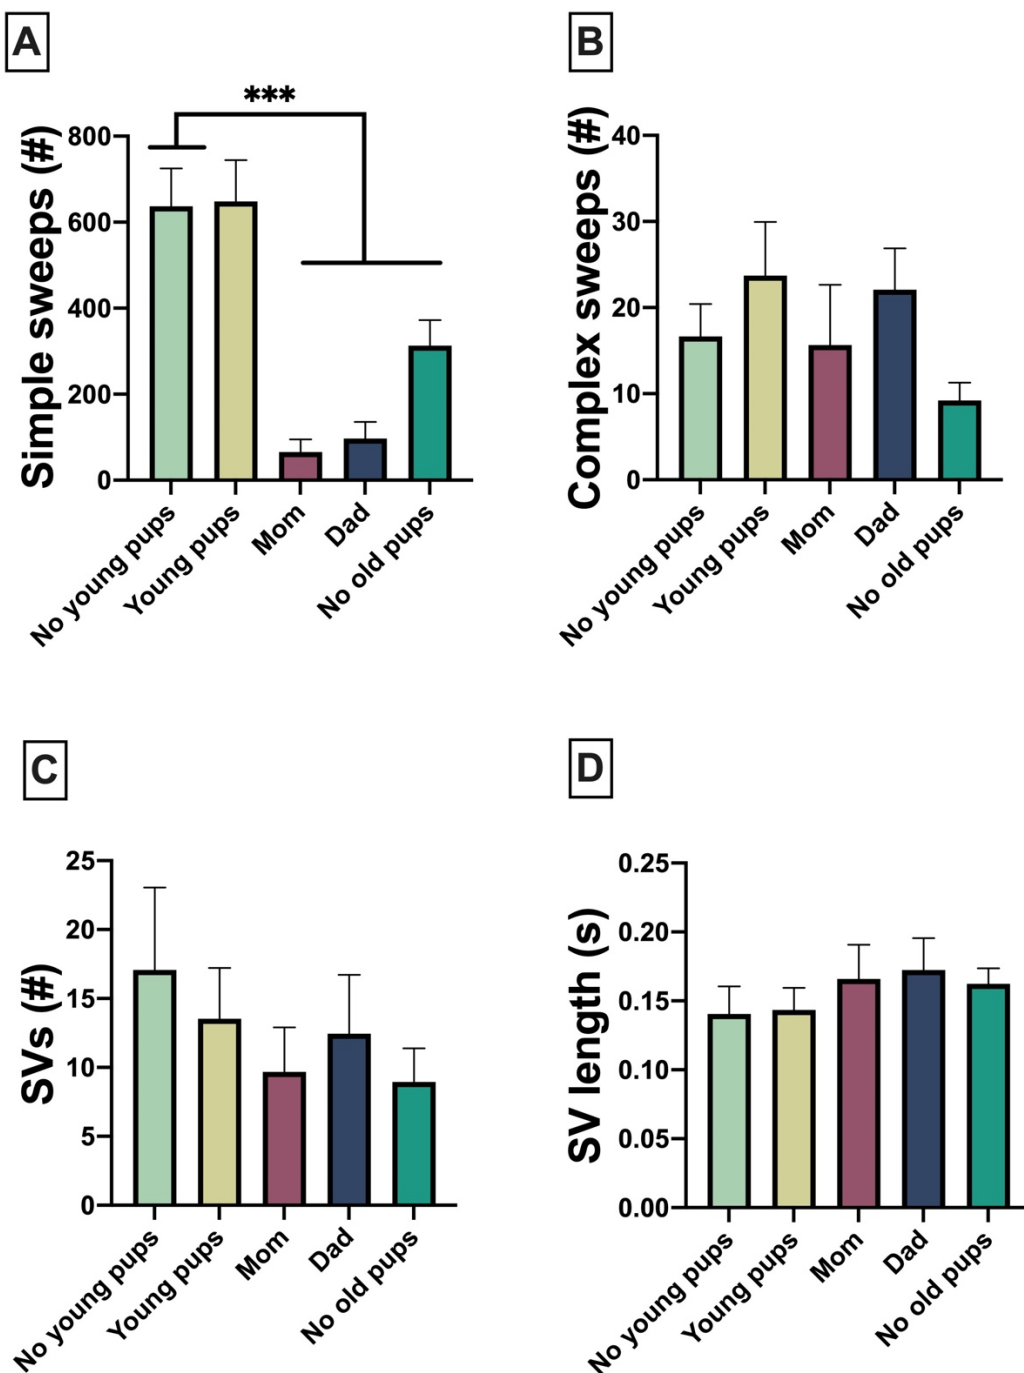 A
***
Simple sweeps (#)
800
600
400
200
0
No young pups
Young pups
Mom
Dad
No old pups
B
Complex sweeps (#)
40
30
20
10
0
No young pups
Young pups
Mom
Dad
No old pups
C
SVs (#)
25
20
15
10
5
0
No young pups
Young pups
Mom
Dad
No old pups
D
SV length (s)
0.25
0.20
0.15
0.10
0.05
0.00
No young pups
Young pups
Mom
Dad
No old pups